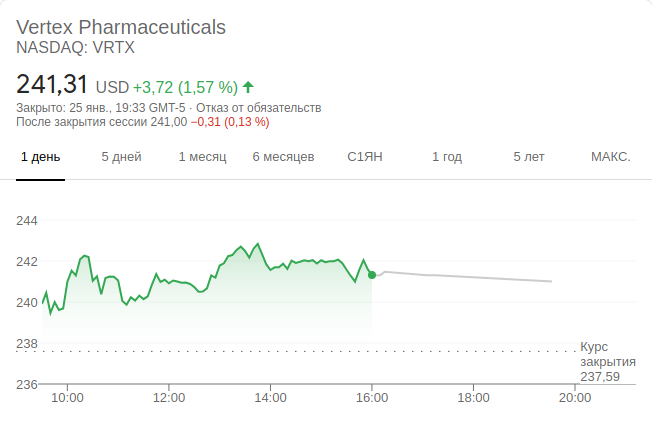 Vertex Pharmaceuticals
NASDAQ: VRTX
241,31 USD +3,72 (1,57 %)
Закрыто: 25 янв., 19:33 GMT-5 · Отказ от обязательств
После закрытия сессии 241,00 −0,31 (0,13 %)
1 день 5 дней 1 месяц 6 месяцев С1ЯН 1 год 5 лет МАКС.
244
242
240
238
Курс
закрытия
237,59
236
10:00 12:00 14:00 16:00 18:00 20:00